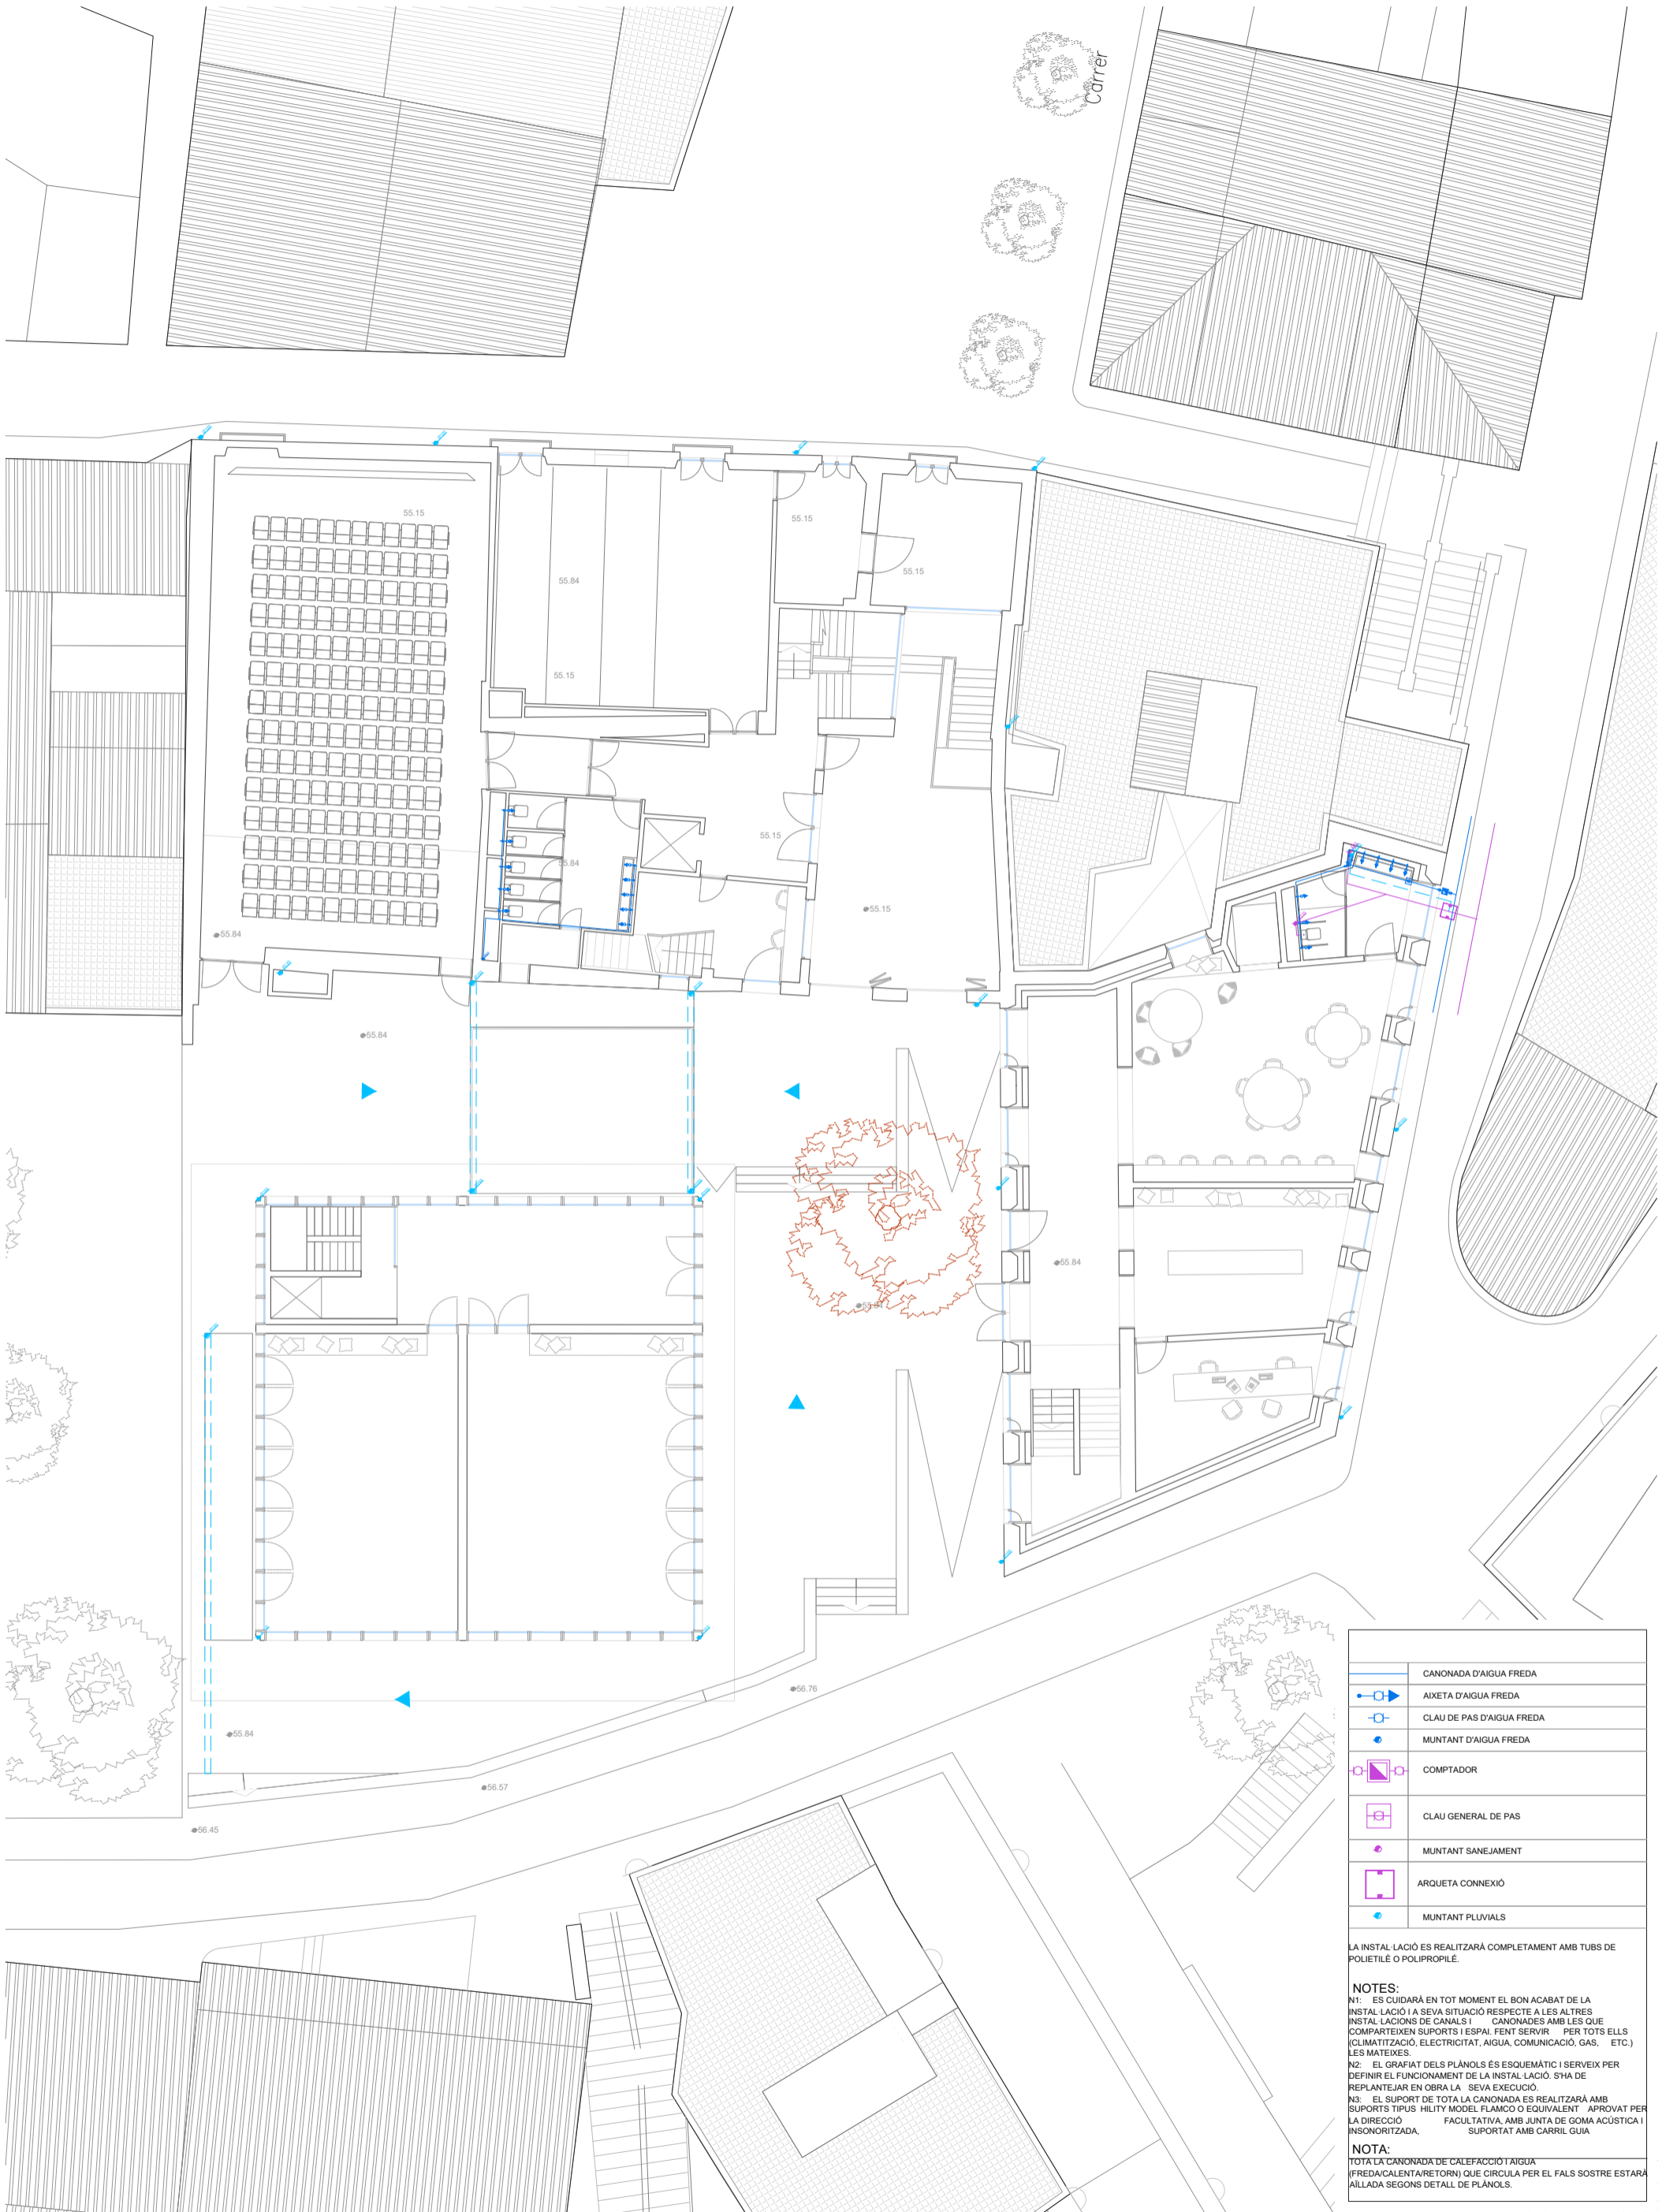 Carrer
55.15
55.15
55.84
55.15
55.15
55.15
55.84
55.15
55.84
55.84
55.84
55.84
56.76
55.84
56.57
56.45
CANONADA D'AIGUA FREDA
AIXETA D'AIGUA FREDA
CLAU DE PAS D'AIGUA FREDA
MUNTANT D'AIGUA FREDA
COMPTADOR
CLAU GENERAL DE PAS
MUNTANT SANEJAMENT
ARQUETA CONNEXIÓ
MUNTANT PLUVIALS
LA INSTAL·LACIÓ ES REALITZARÀ COMPLETAMENT AMB TUBS DE
POLIETILÉ O POLIPROPILÉ.
NOTES:
N1: ES CUIDARÀ EN TOT MOMENT EL BON ACABAT DE LA
INSTAL·LACIÓ I A SEVA SITUACIÓ RESPECTE A LES ALTRES
INSTAL·LACIONS DE CANALS I CANONADES AMB LES QUE
COMPARTEIXEN SUPORTS I ESPAI. FENT SERVIR PER TOTS ELLS
(CLIMATITZACIÓ, ELECTRICITAT, AIGUA, COMUNICACIÓ, GAS, ETC.)
LES MATEIXES.
N2: EL GRAFIAT DELS PLÀNOLS ÉS ESQUEMÀTIC I SERVEIX PER
DEFINIR EL FUNCIONAMENT DE LA INSTAL·LACIÓ. S'HA DE
REPLANTEJAR EN OBRA LA SEVA EXECUCIÓ.
N3: EL SUPORT DE TOTA LA CANONADA ES REALITZARÀ AMB
SUPORTS TIPUS HILITY MODEL FLAMCO O EQUIVALENT APROVAT PER
LA DIRECCIÓ FACULTATIVA, AMB JUNTA DE GOMA ACÚSTICA I
INSONORITZADA, SUPORTAT AMB CARRIL GUIA
NOTA:
TOTA LA CANONADA DE CALEFACCIÓ I AIGUA
(FREDA/CALENTA/RETORN) QUE CIRCULA PER EL FALS SOSTRE ESTARÀ
AÏLLADA SEGONS DETALL DE PLÀNOLS.